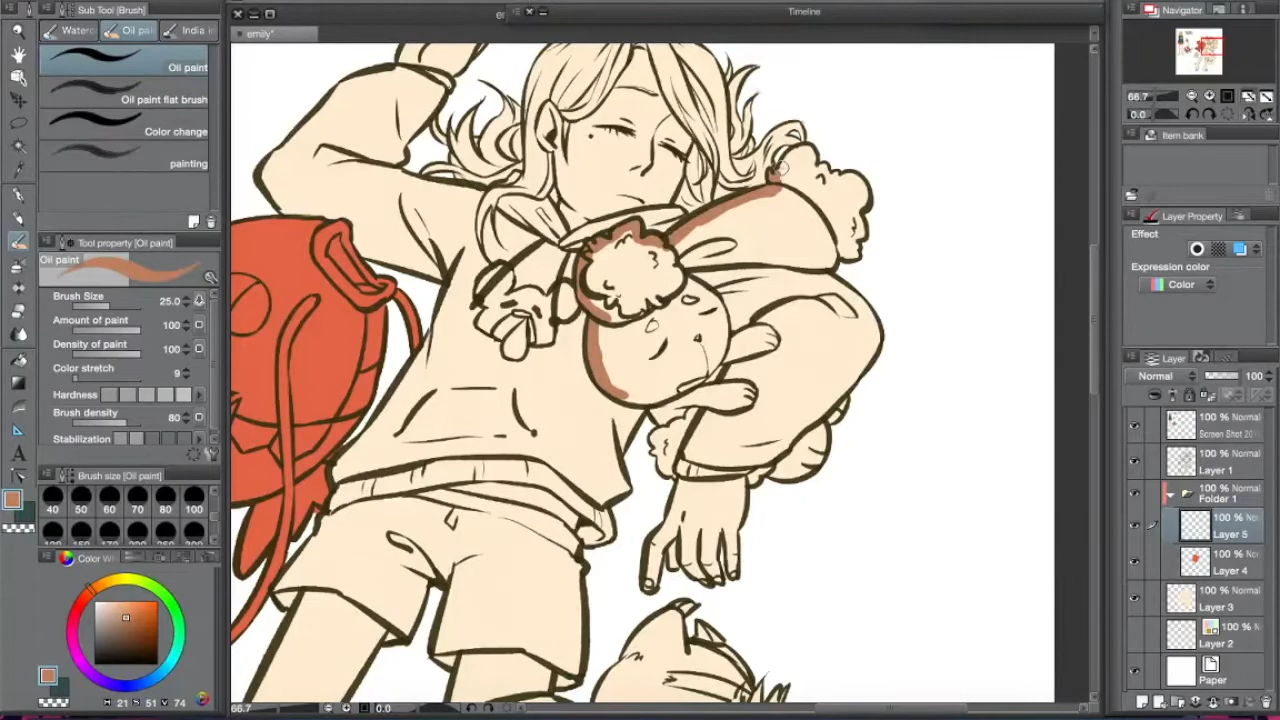 Sub Tool [Brush]
Timeline
Navigator
Waterc
Oil pai
India i
emily*
Oil paint
Oil paint flat brush
Color change
painting
66.7
0.0
Item bank
Tool property [Oil paint]
Oil paint
Brush Size 25.0
Amount of paint 100
Density of paint 100
Color stretch 9
Hardness
Brush density 80
Stabilization
Layer Property
Effect
Expression color
Color
Layer
Normal 100
100 % Normal
Screen Shot 20
100 % Normal
Layer 1
100 % Normal
Folder 1
100 % No
Layer 5
100 % No
Layer 4
100 % Normal
Layer 3
100 % N
Layer 2
Paper
Brush size [Oil paint]
40 50 60 70 80 100
Color W
H 21 S 51 V 74
66.7 0.0